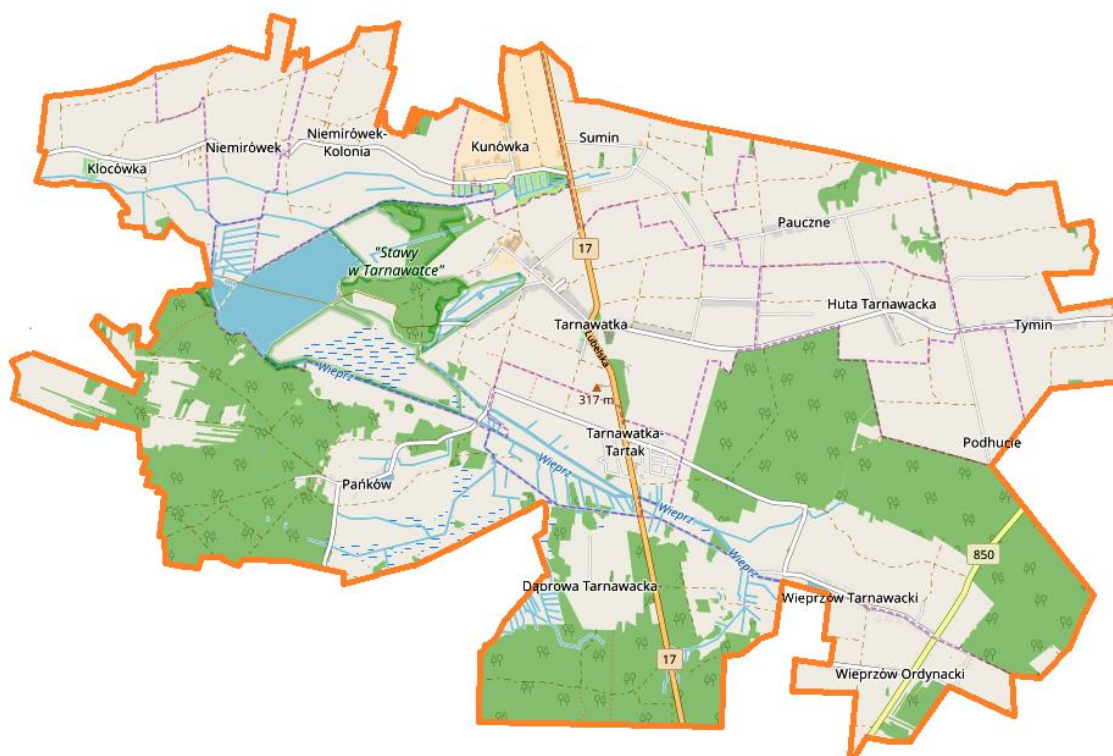 Sumin
Niemirówek-
Kolonia
Kunówka
Niemirówek
Klocówka
Pauczne
"Stawy
w Tarnawatce"
17
Huta Tarnawacka
Tarnawatka
Tymin
Lubelska
Wieprz
317 m
Tarnawatka-
Tartak
Podhucie
Wieprz
Pańków
Wieprz
850
Wieprz
Dąbrowa Tarnawacka
Wieprzów Tarnawacki
17
Wieprzów Ordynacki